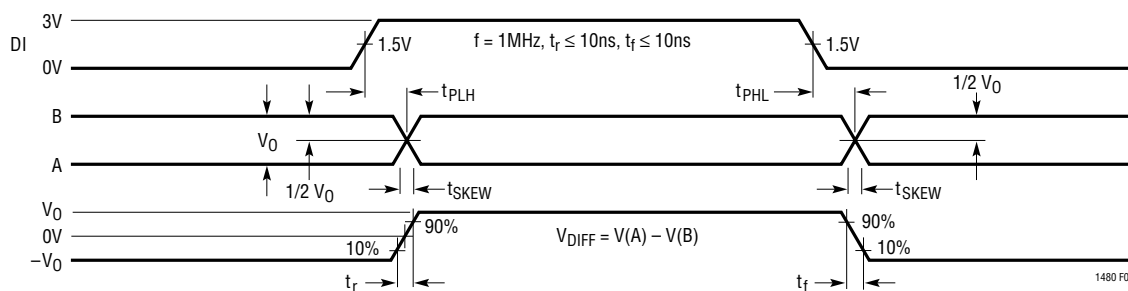 3V
DI
1.5V
f = 1MHz, tr ≤ 10ns, tf ≤ 10ns
1.5V
0V
tPLH
tPHL
1/2 VO
B
VO
A
1/2 VO
tSKEW
tSKEW
VO
0V
–VO
10%
90%
VDIFF = V(A) – V(B)
90%
10%
tr
tf
1480 F0